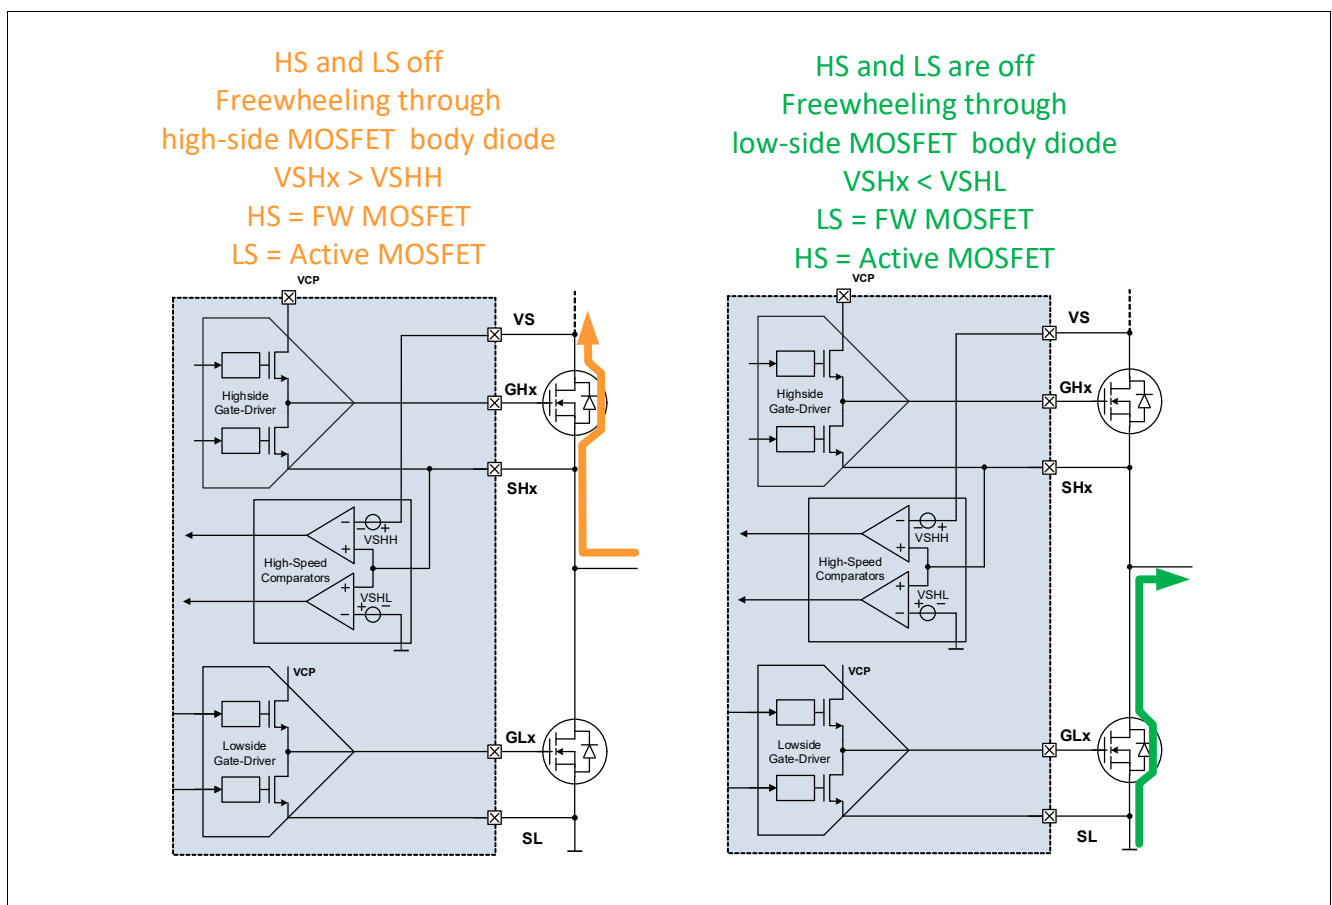 HS and LS off
Freewheeling through
high-side MOSFET body diode
VSHx > VSHH
HS = FW MOSFET
LS = Active MOSFET
VCP
VS
Highside
Gate-Driver
GHx
SHx
− +
− VSHH
+
High-Speed
Comparators
+ VSHL
− + −
VCP
Lowside
Gate-Driver
GLx
SL
HS and LS are off
Freewheeling through
low-side MOSFET body diode
VSHx < VSHL
LS = FW MOSFET
HS = Active MOSFET
VCP
VS
Highside
Gate-Driver
GHx
SHx
− +
− VSHH
+
High-Speed
Comparators
+ VSHL
− + −
VCP
Lowside
Gate-Driver
GLx
SL